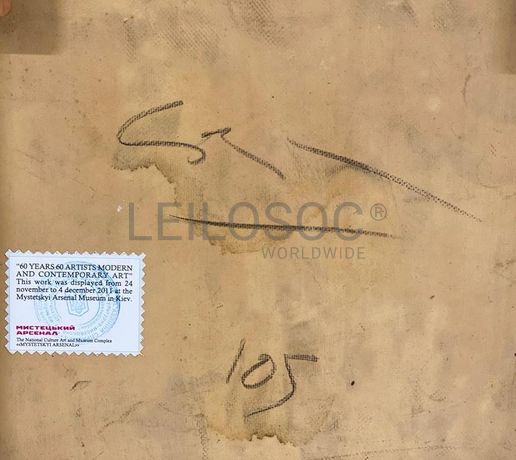 LEILOSOC®
WORLDWIDE
"60 YEARS 60 ARTISTS MODERN
AND CONTEMPORARY ART"
This work was displayed from 24
november to 4 december 2011 at the
Mystetskyi Arsenal Museum in Kiev.
МИСТЕЦЬКИЙ
АРСЕНАЛ
The National Culture Art and Museum Complex
«MYSTETSKYI ARSENAL»
105